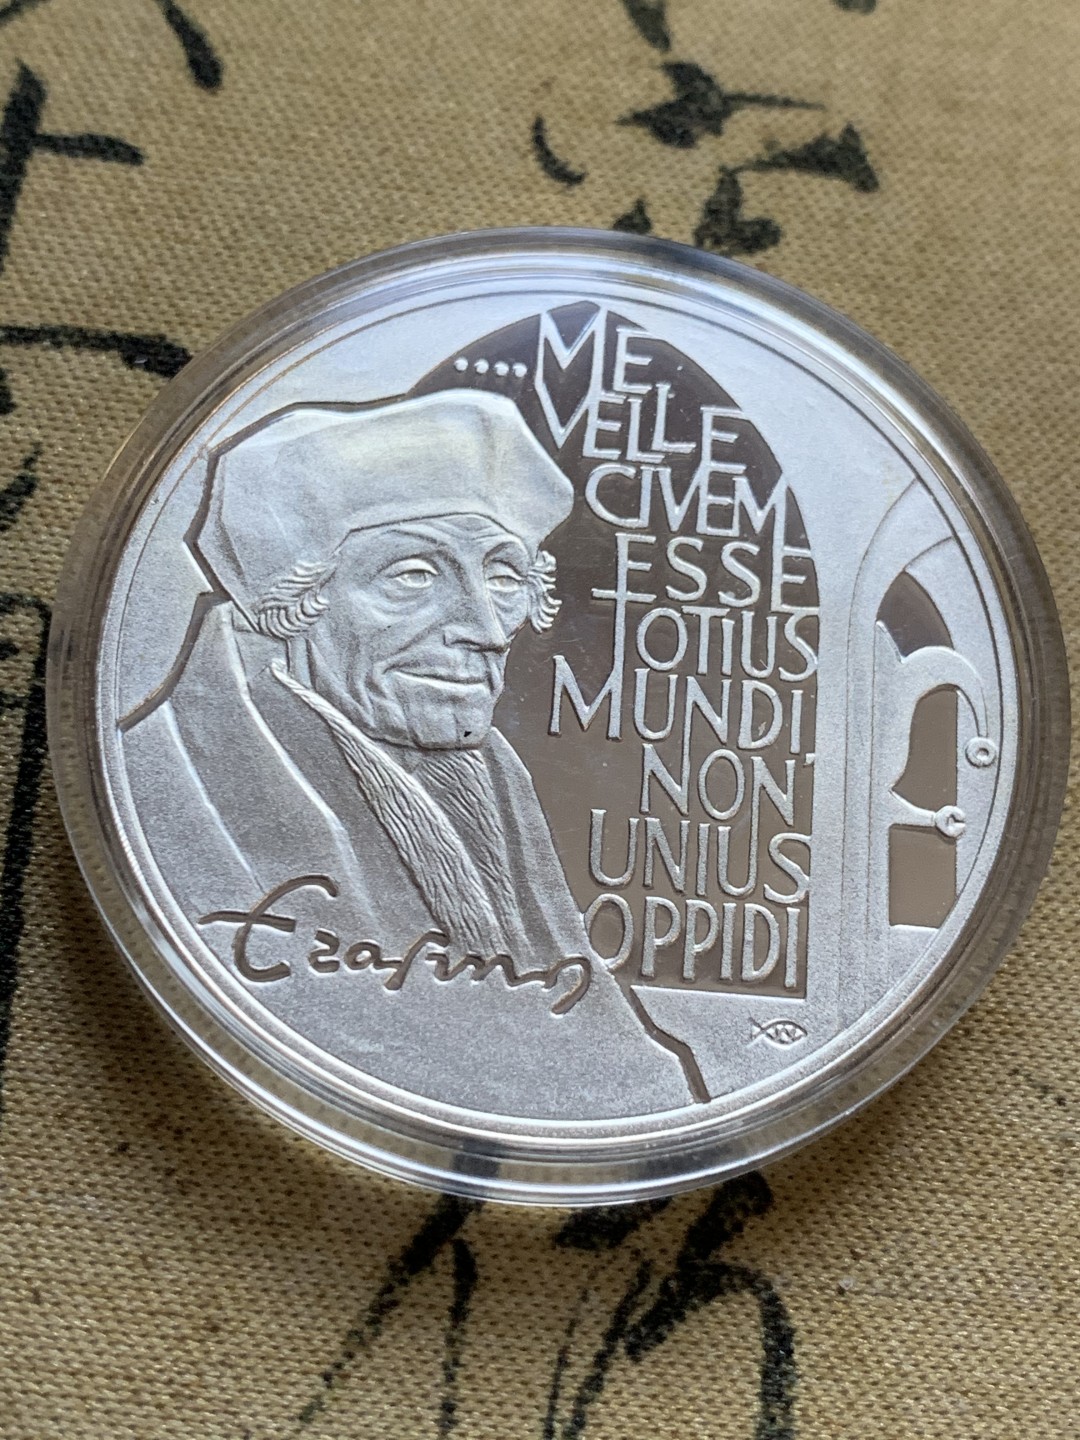 ....ME
VELLE
CIVEM
ESSE
TOTIUS
MUNDI,
NON
UNIUS
OPPIDI
Erasmus